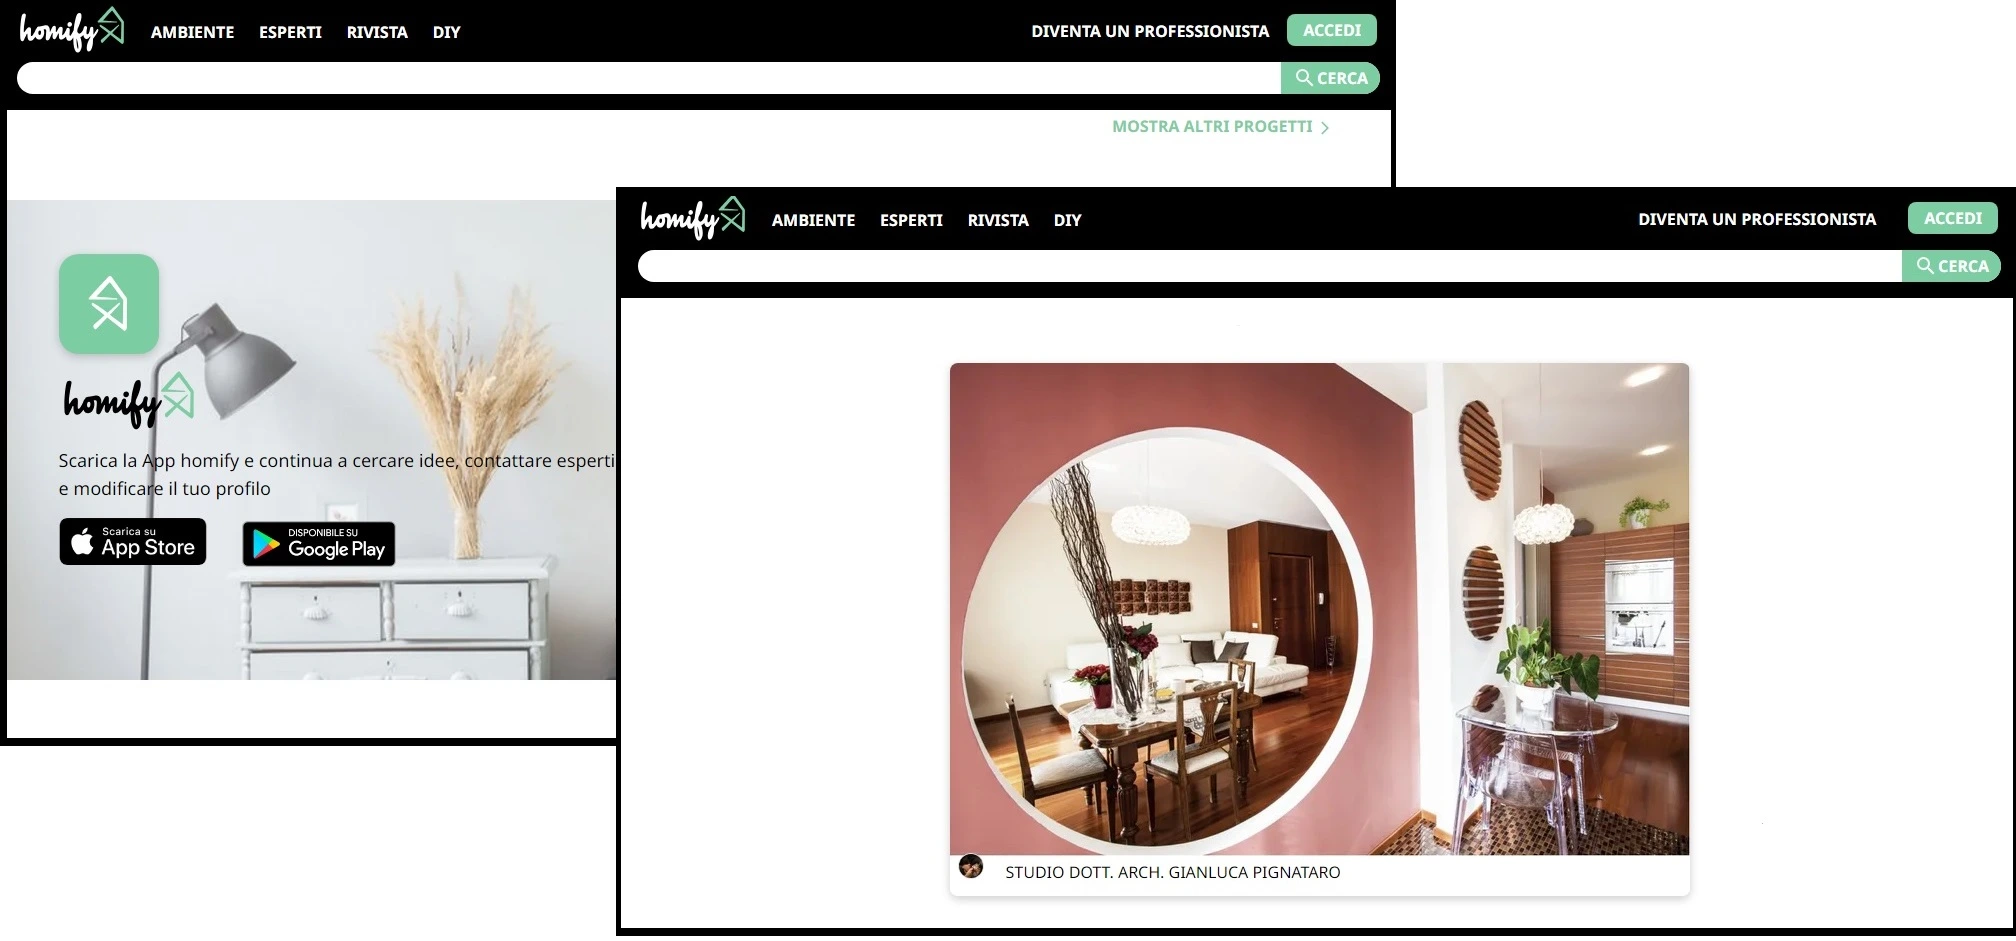 homify
AMBIENTE ESPERTI RIVISTA DIY
DIVENTA UN PROFESSIONISTA ACCEDI
CERCA
MOSTRA ALTRI PROGETTI
homify
Scarica la App homify e continua a cercare idee, contattare esperti
e modificare il tuo profilo
Scarica su
App Store
DISPONIBILE SU
Google Play
homify
AMBIENTE ESPERTI RIVISTA DIY
DIVENTA UN PROFESSIONISTA ACCEDI
CERCA
STUDIO DOTT. ARCH. GIANLUCA PIGNATARO